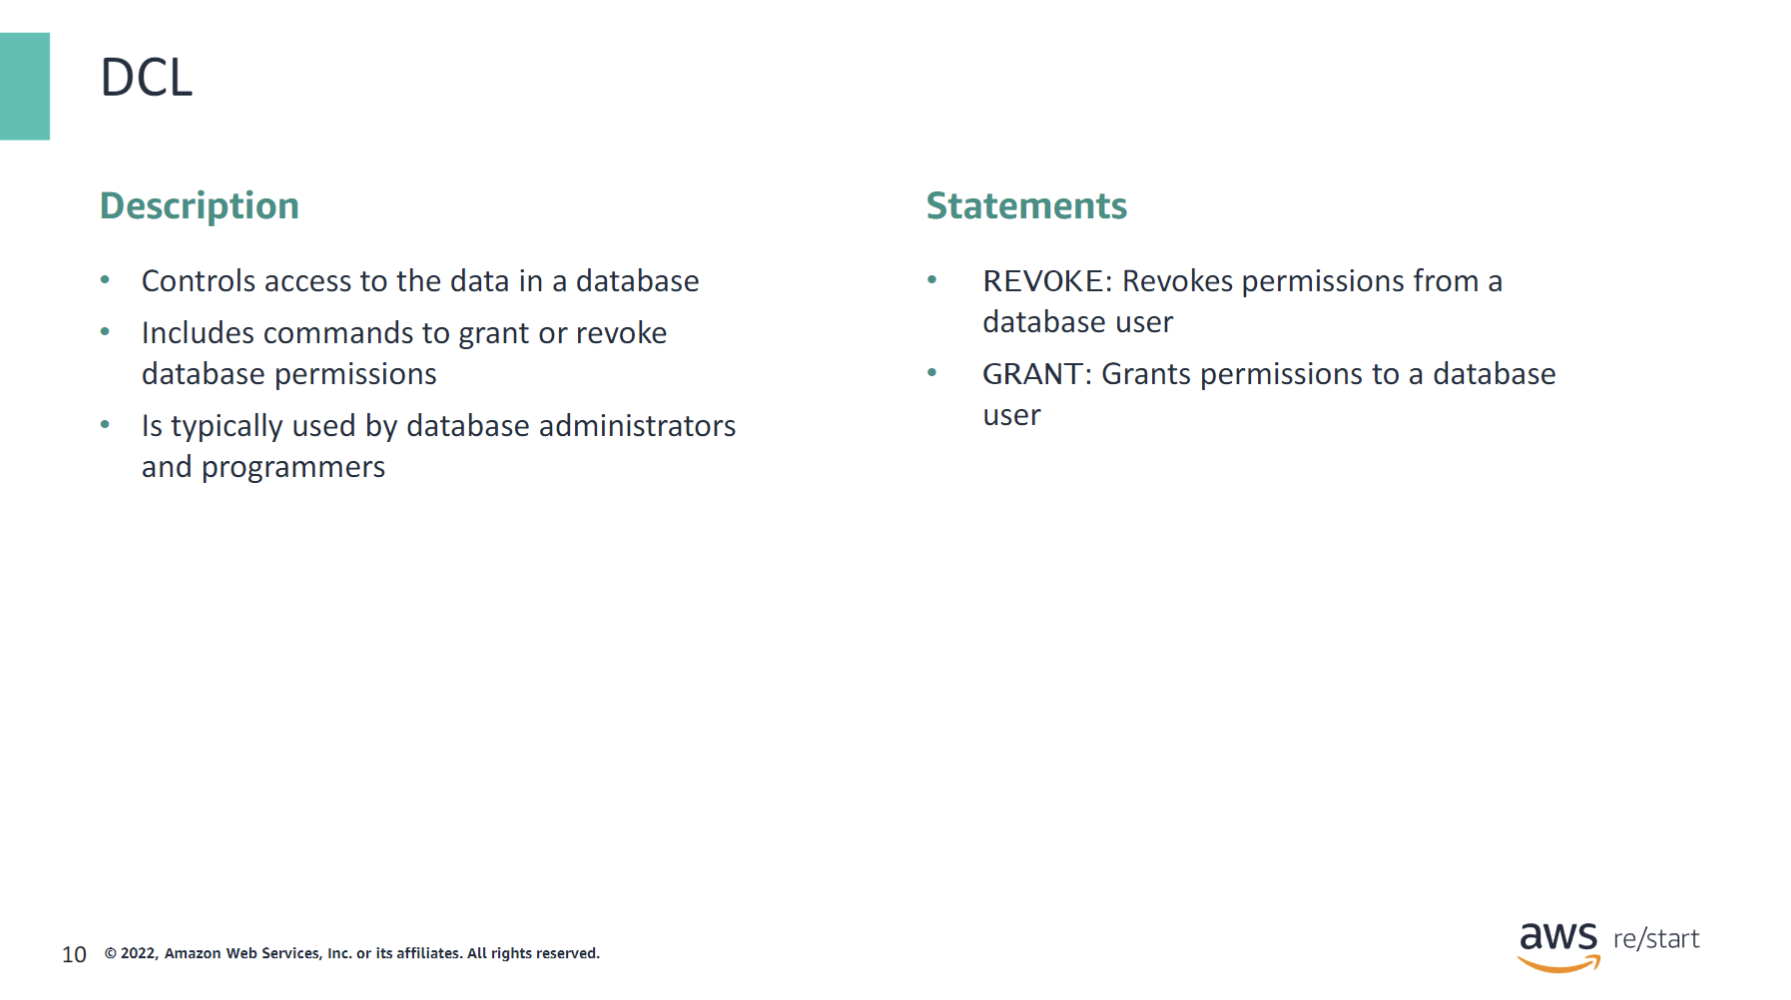 DCL
Description
• Controls access to the data in a database
• Includes commands to grant or revoke
database permissions
• Is typically used by database administrators
and programmers
Statements
• REVOKE: Revokes permissions from a
database user
• GRANT: Grants permissions to a database
user
10 © 2022, Amazon Web Services, Inc. or its affiliates. All rights reserved.
aws re/start